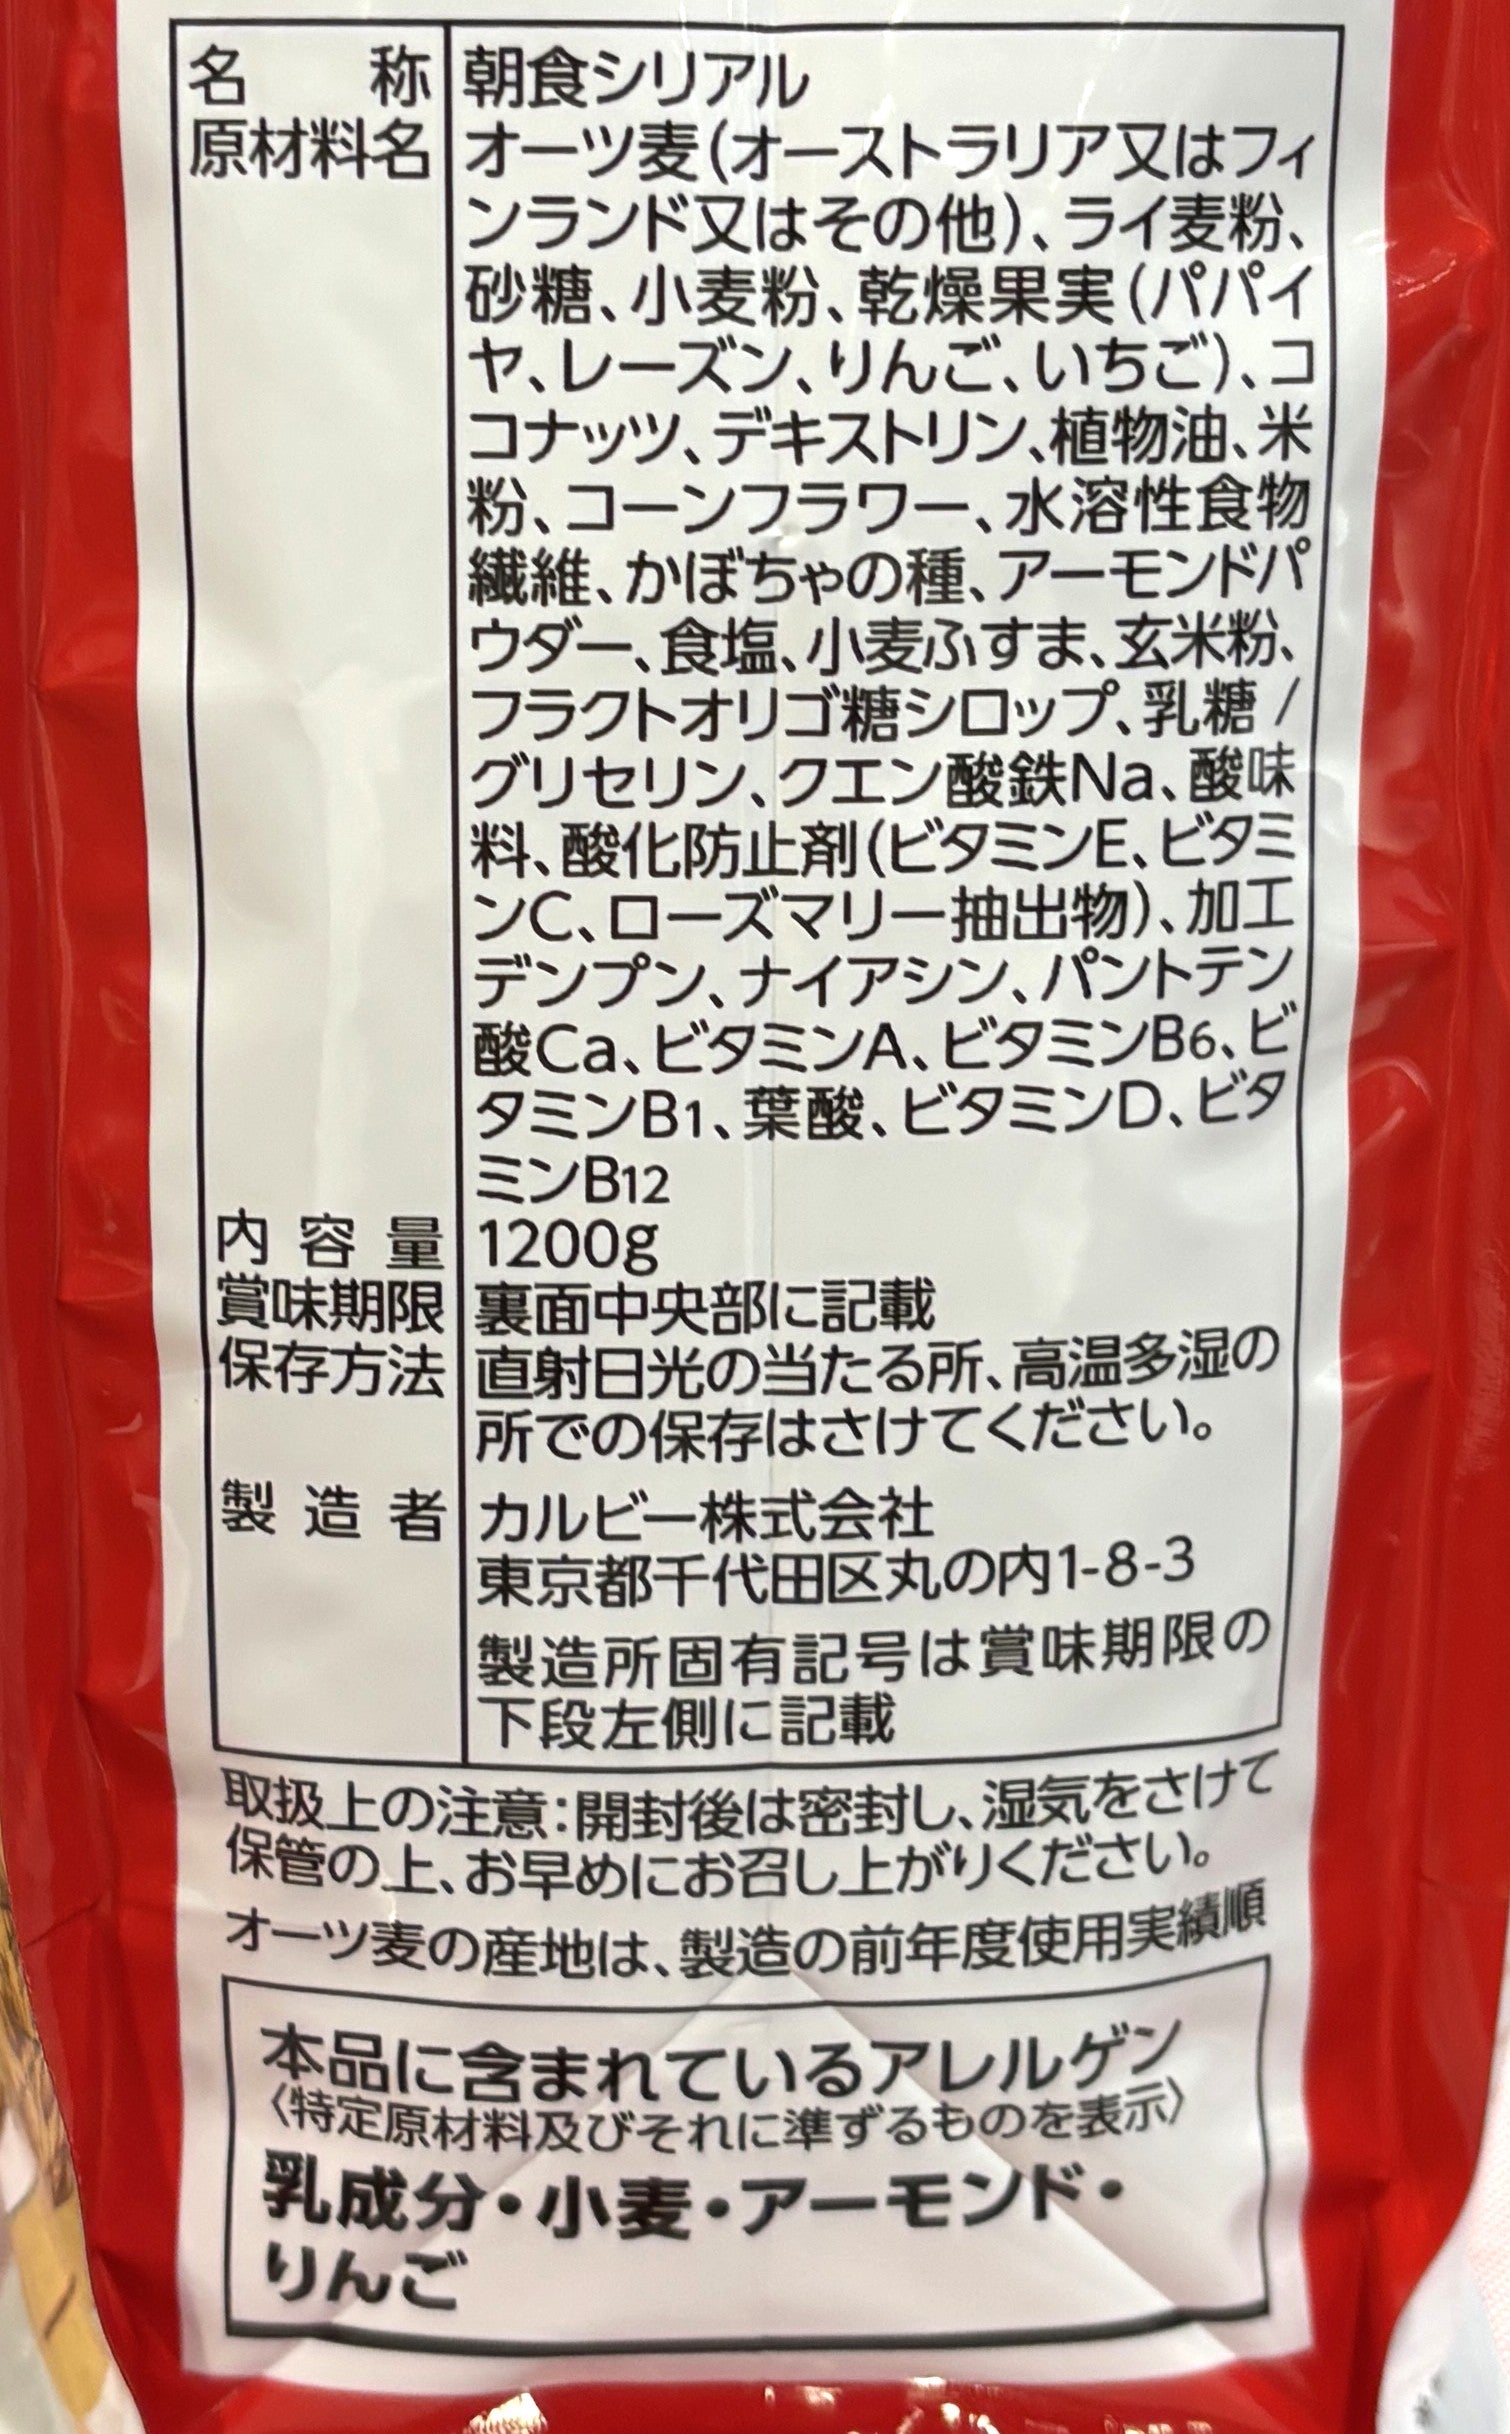 名称 朝食シリアル
原材料名 オーツ麦(オーストラリア又はフィ
ンランド又はその他)、ライ麦粉、
砂糖、小麦粉、乾燥果実(パパイ
ヤ、レーズン、りんご、いちご)、コ
コナッツ、デキストリン、植物油、米
粉、コーンフラワー、水溶性食物
繊維、かぼちゃの種、アーモンドパ
ウダー、食塩、小麦ふすま、玄米粉、
フラクトオリゴ糖シロップ、乳糖/
グリセリン、クエン酸鉄Na、酸味
料、酸化防止剤(ビタミンE、ビタミ
ンC、ローズマリー抽出物)、加工
デンプン、ナイアシン、パントテン
酸Ca、ビタミンA、ビタミンB6、ビ
タミンB1、葉酸、ビタミンD、ビタ
ミンB12
内容量 1200g
賞味期限 裏面中央部に記載
保存方法 直射日光の当たる所、高温多湿の
所での保存はさけてください。
製造者 カルビー株式会社
東京都千代田区丸の内1-8-3
製造所固有記号は賞味期限の
下段左側に記載
取扱上の注意:開封後は密封し、湿気をさけて
保管の上、お早めにお召し上がりください。
オーツ麦の産地は、製造の前年度使用実績順
本品に含まれているアレルゲン
〈特定原材料及びそれに準ずるものを表示〉
乳成分・小麦・アーモンド・
りんご